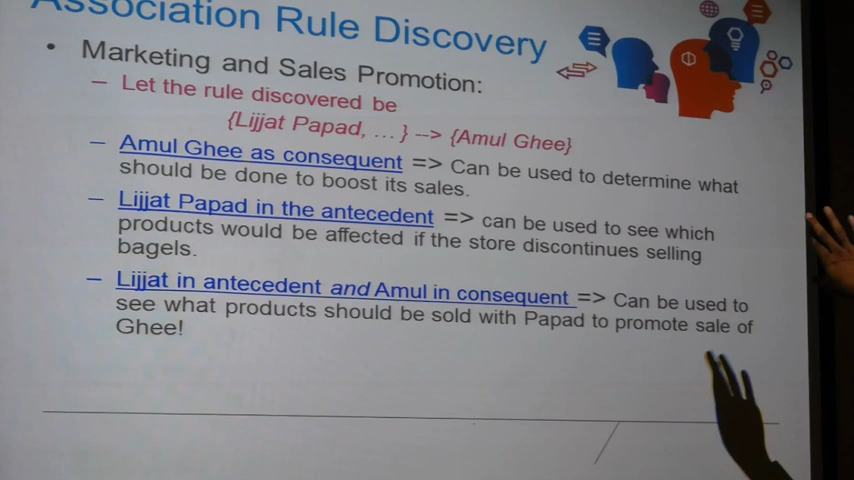 Association Rule Discovery
• Marketing and Sales Promotion:
– Let the rule discovered be
{Lijjat Papad, … } --> {Amul Ghee}
– Amul Ghee as consequent => Can be used to determine what
should be done to boost its sales.
– Lijjat Papad in the antecedent => can be used to see which
products would be affected if the store discontinues selling
bagels.
– Lijjat in antecedent and Amul in consequent => Can be used to
see what products should be sold with Papad to promote sale of
Ghee!